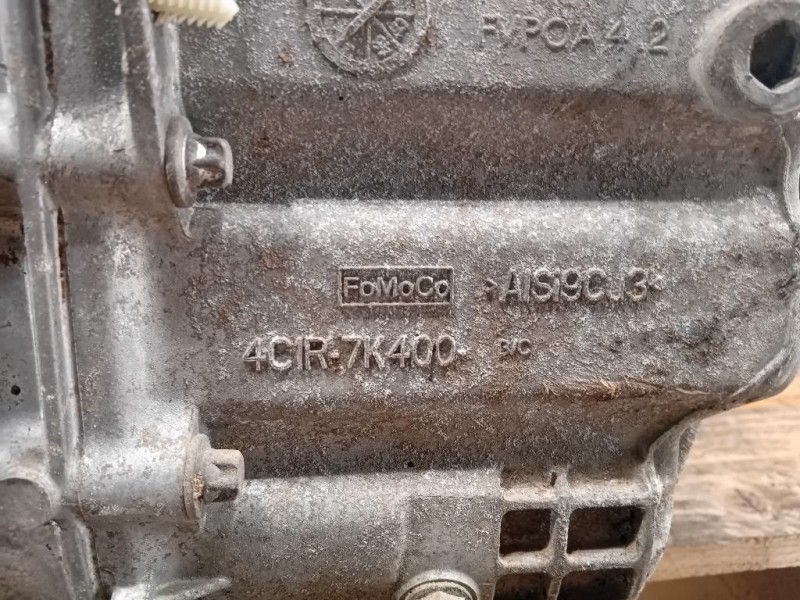 FVPOA 4.2
FoMoCo >AlSi9Cu3<
4C1R-7K400- B/C